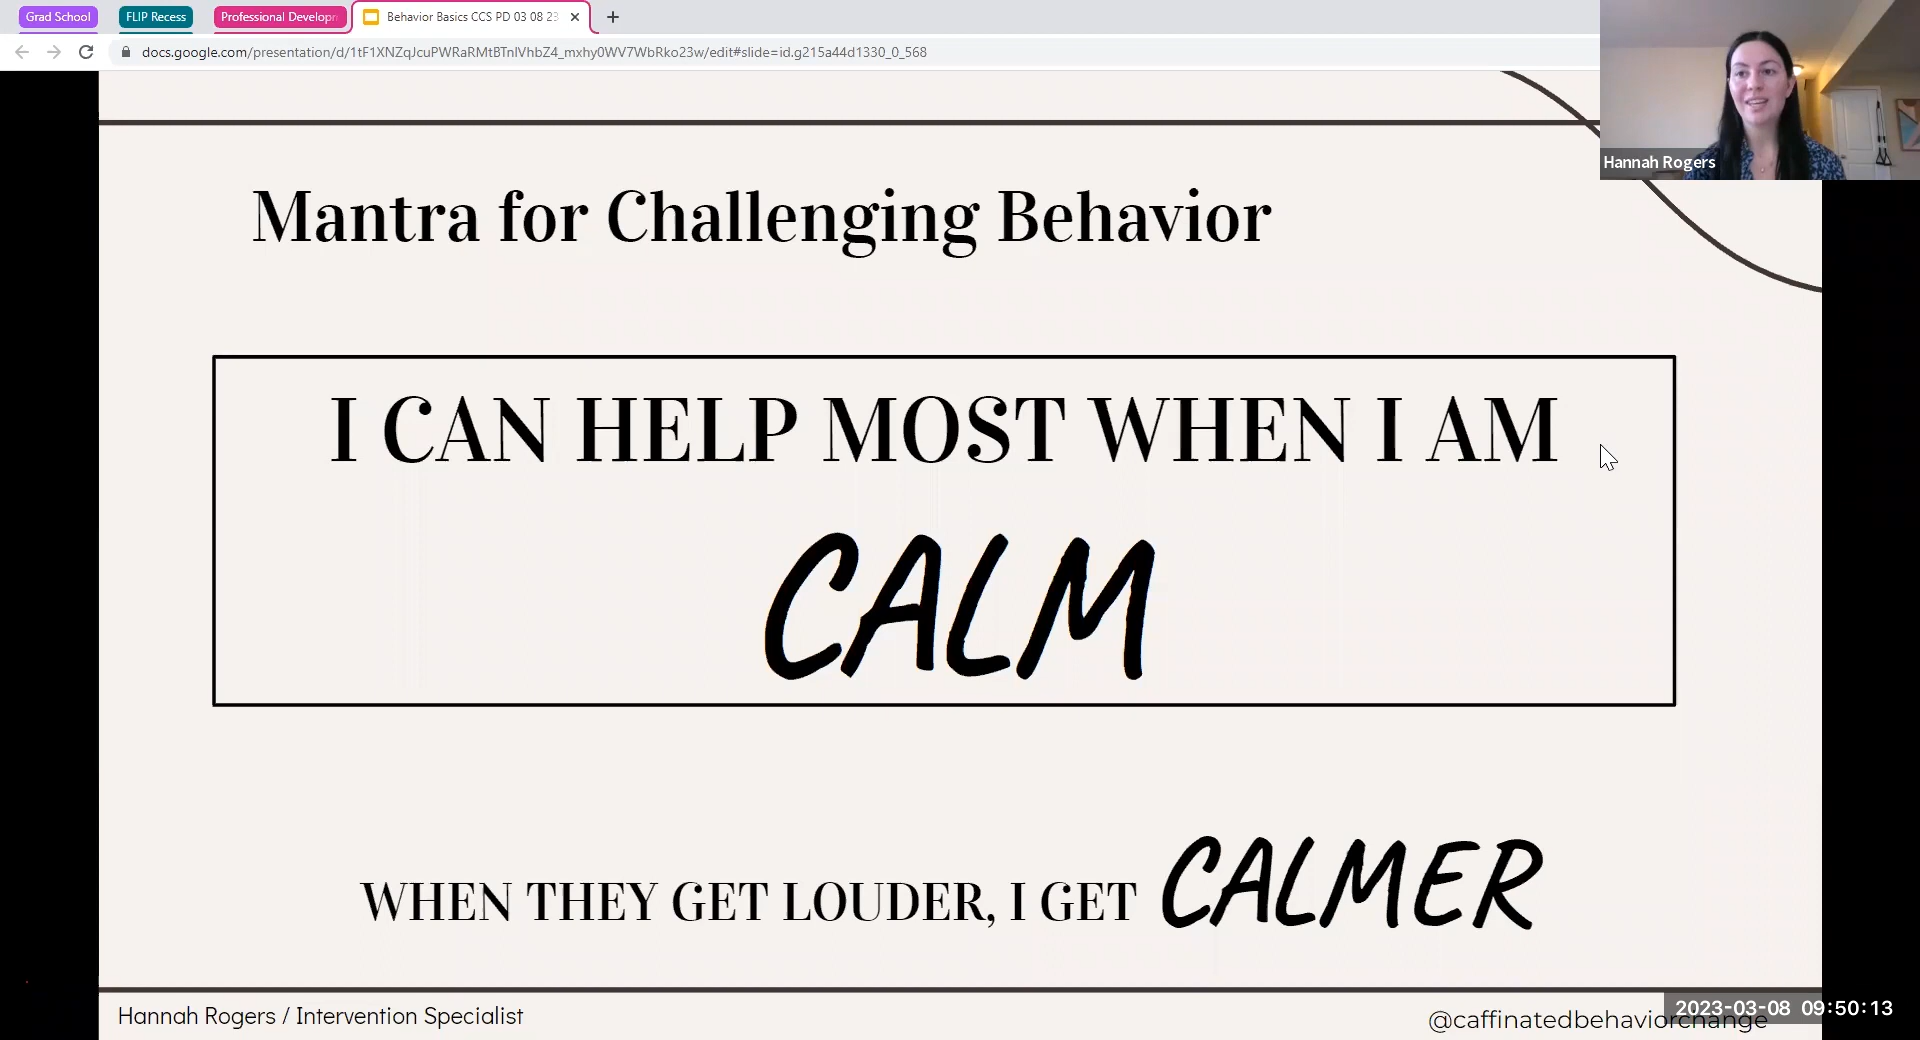 Grad School
FLIP Recess
Professional Developn
Behavior Basics CCS PD 03 08 23
docs.google.com/presentation/d/1tF1XNZqJcuPWRaRMtBTnlVhbZ4_mxhy0WV7WbRko23w/edit#slide=id.g215a44d1330_0_568
Hannah Rogers
Mantra for Challenging Behavior
I CAN HELP MOST WHEN I AM
CALM
WHEN THEY GET LOUDER, I GET CALMER
Hannah Rogers / Intervention Specialist
2023-03-08 09:50:13
@caffinatedbehaviorchange